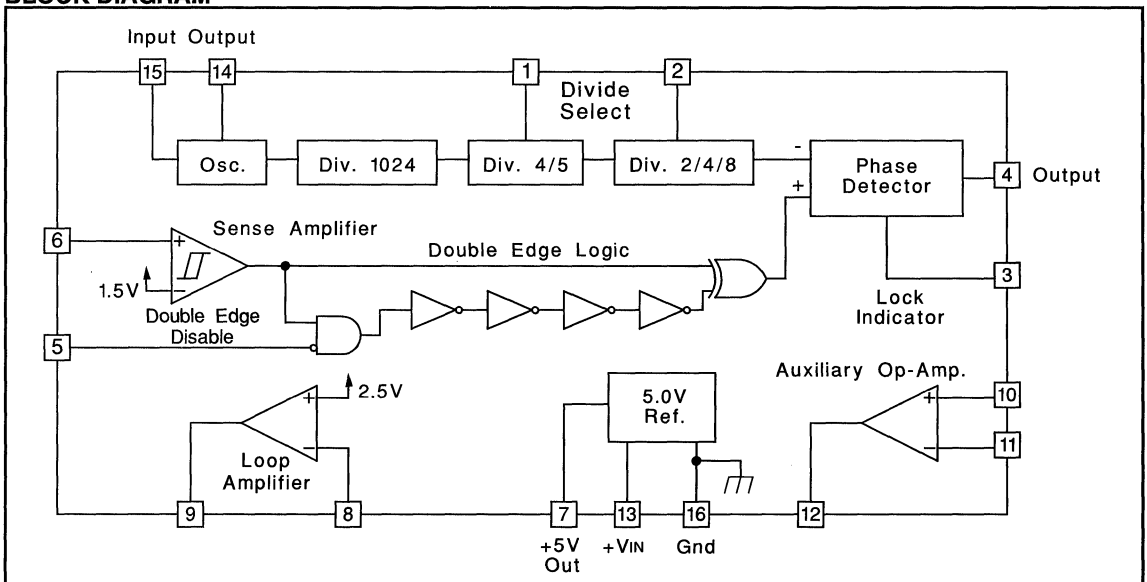 BLOCK DIAGRAM
Input Output
15 14 1 2
Divide
Select
Osc.
Div. 1024
Div. 4/5
Div. 2/4/8
-
+
Phase
Detector
4 Output
6
+
-
Sense Amplifier
1.5V
Double Edge Logic
3
Lock
Indicator
Double Edge
Disable
5
2.5V
+
-
Loop
Amplifier
5.0V
Ref.
Auxiliary Op-Amp.
+
-
10
11
9 8 7 13 16 12
+5V
Out
+VIN
Gnd